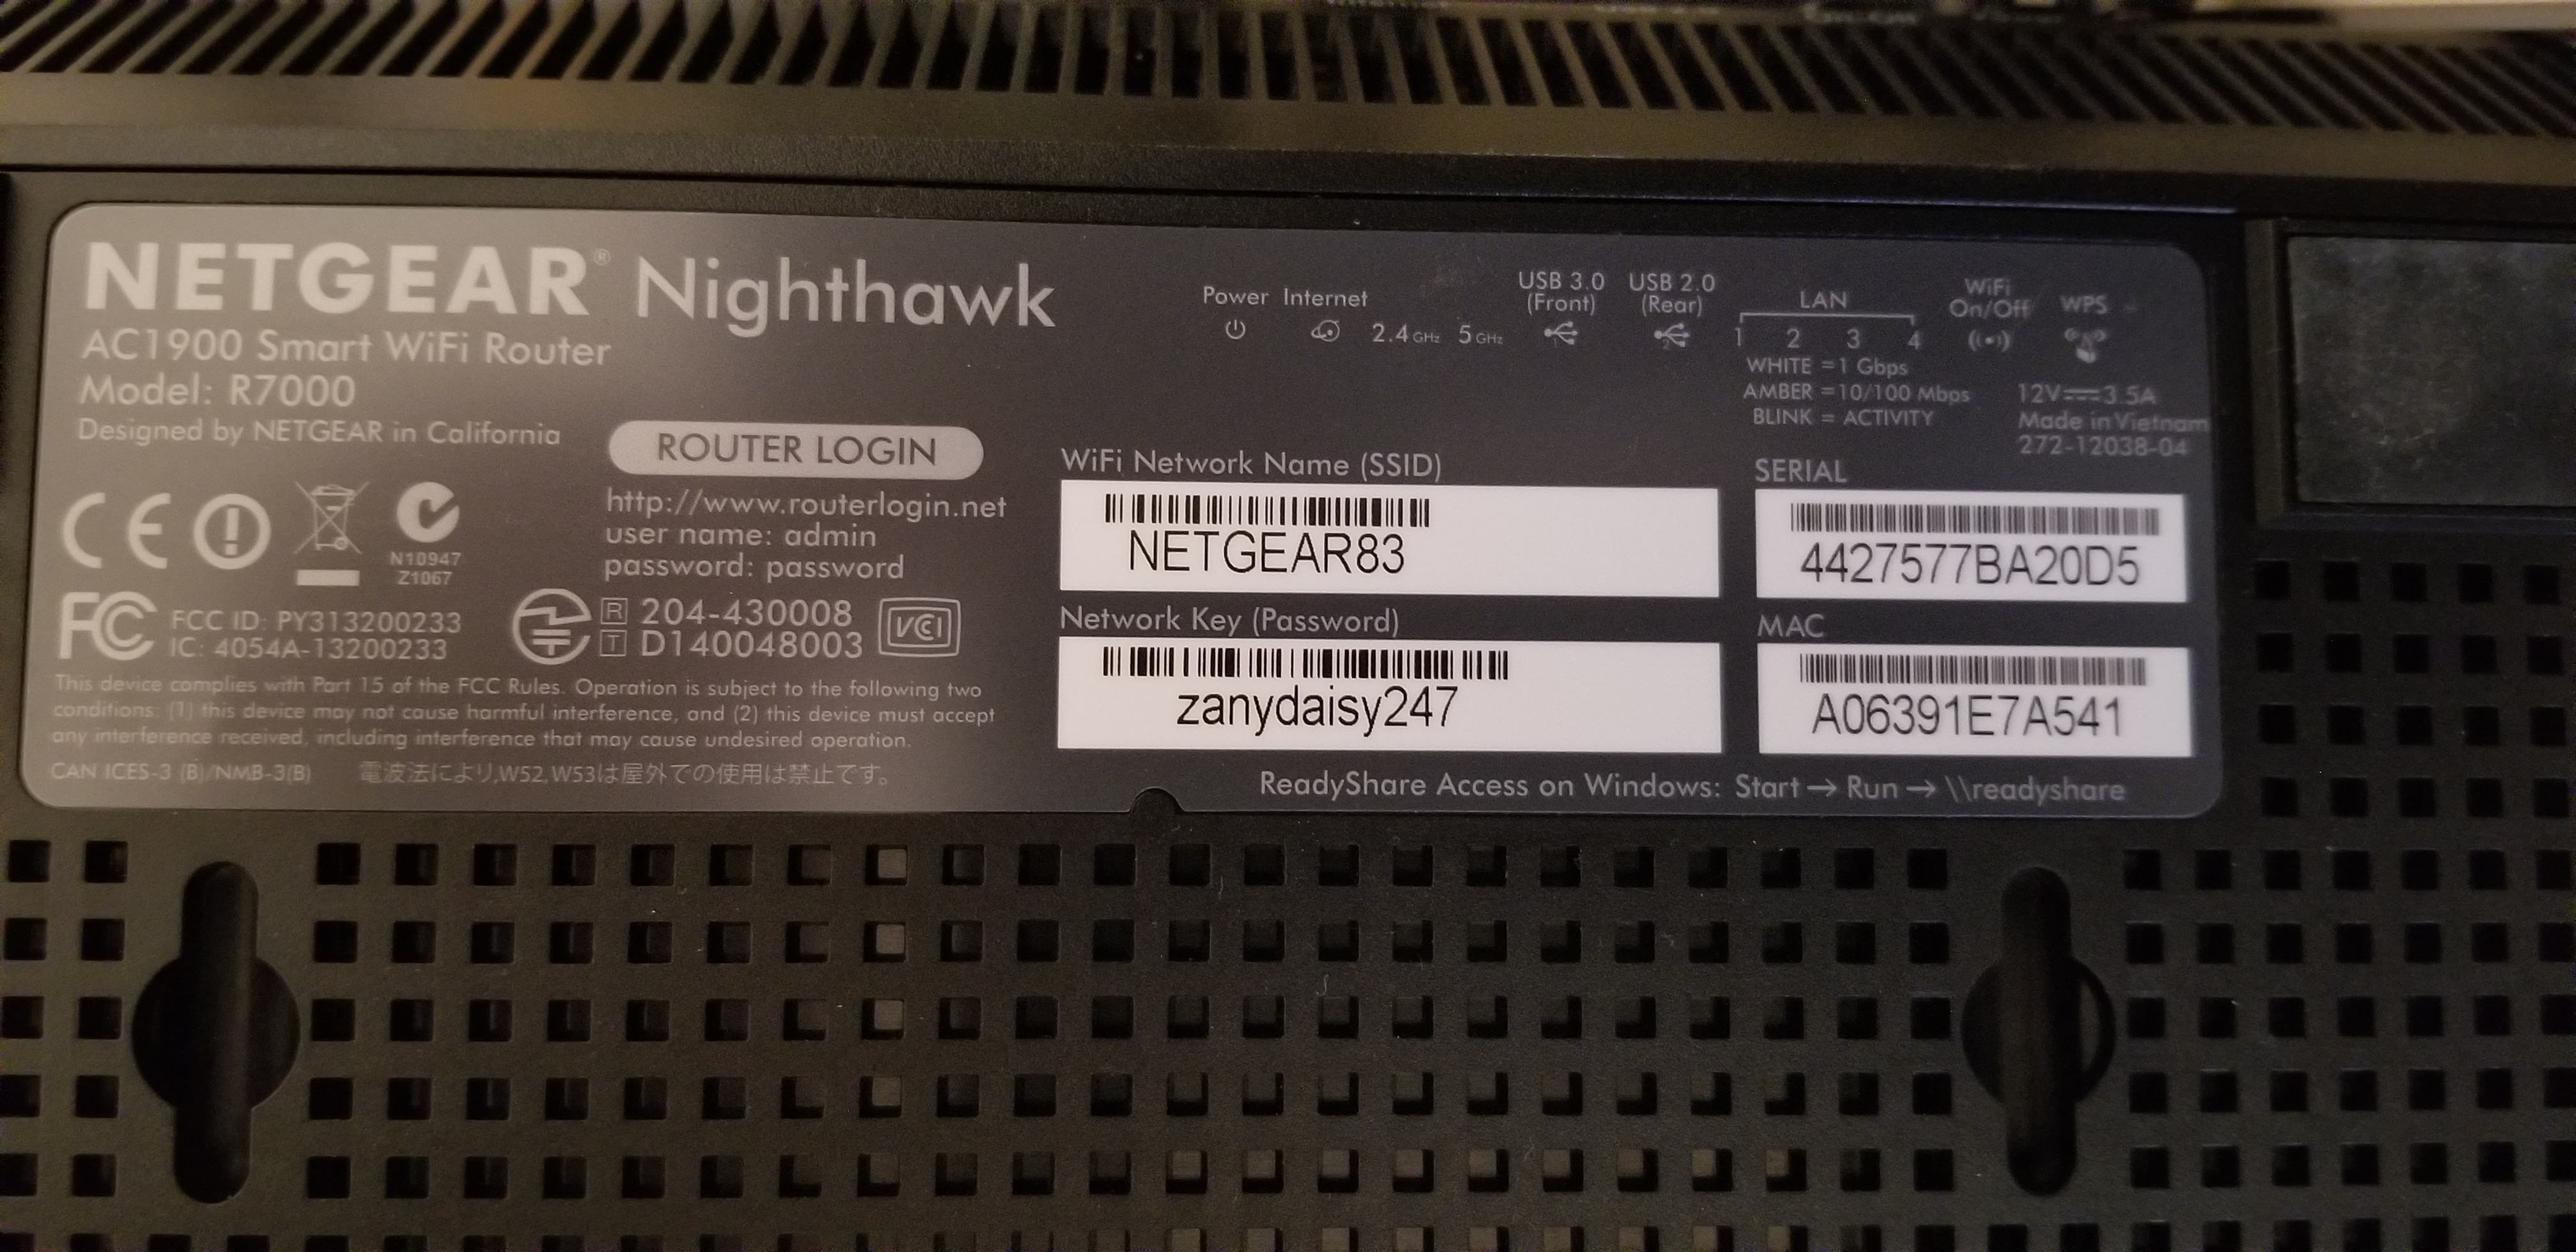 NETGEAR® Nighthawk
AC1900 Smart WiFi Router
Model: R7000
Designed by NETGEAR in California
N10947
Z1067
FCC ID: PY313200233
IC: 4054A-13200233
ROUTER LOGIN
http://www.routerlogin.net
user name: admin
password: password
R 204-430008
T D140048003
VCCI
This device complies with Part 15 of the FCC Rules. Operation is subject to the following two
conditions: (1) this device may not cause harmful interference, and (2) this device must accept
any interference received, including interference that may cause undesired operation.
CAN ICES-3 (B)/NMB-3(B) 電波法により,W52,W53は屋外での使用は禁止です。
Power Internet
2.4 GHz 5 GHz
USB 3.0
(Front)
USB 2.0
(Rear)
LAN
1 2 3 4
WHITE =1 Gbps
AMBER =10/100 Mbps
BLINK = ACTIVITY
WiFi
On/Off
WPS
12V⎓3.5A
Made in Vietnam
272-12038-04
WiFi Network Name (SSID)
NETGEAR83
SERIAL
4427577BA20D5
Network Key (Password)
zanydaisy247
MAC
A06391E7A541
ReadyShare Access on Windows: Start → Run → \\readyshare